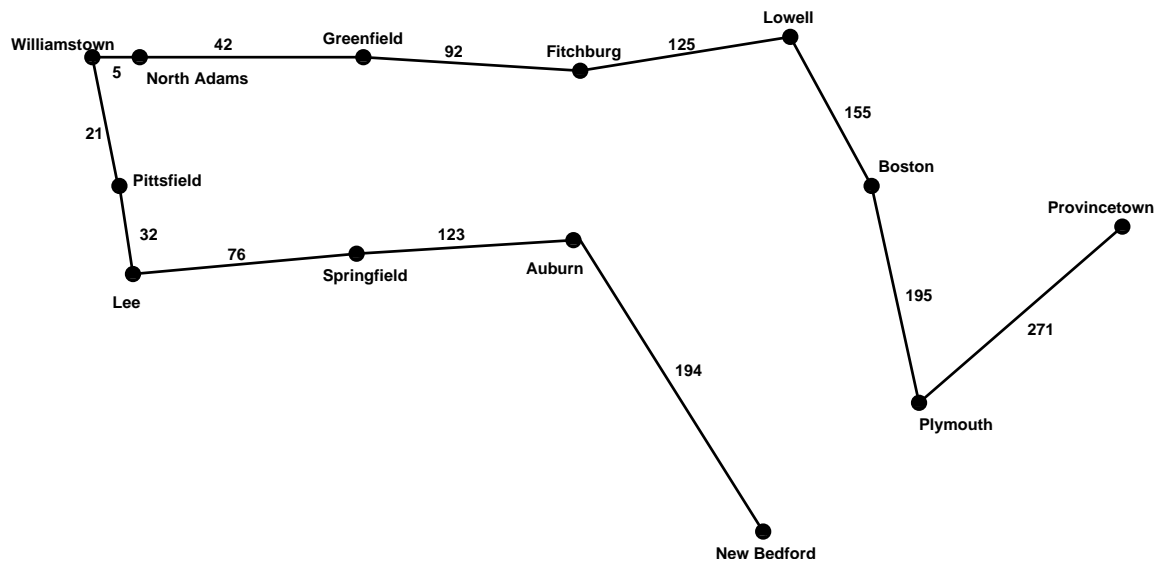 Lowell
Williamstown
42
Greenfield
92
Fitchburg
125
5
North Adams
155
21
Boston
Pittsfield
Provincetown
32
76
123
Auburn
Springfield
Lee
195
271
194
Plymouth
New Bedford